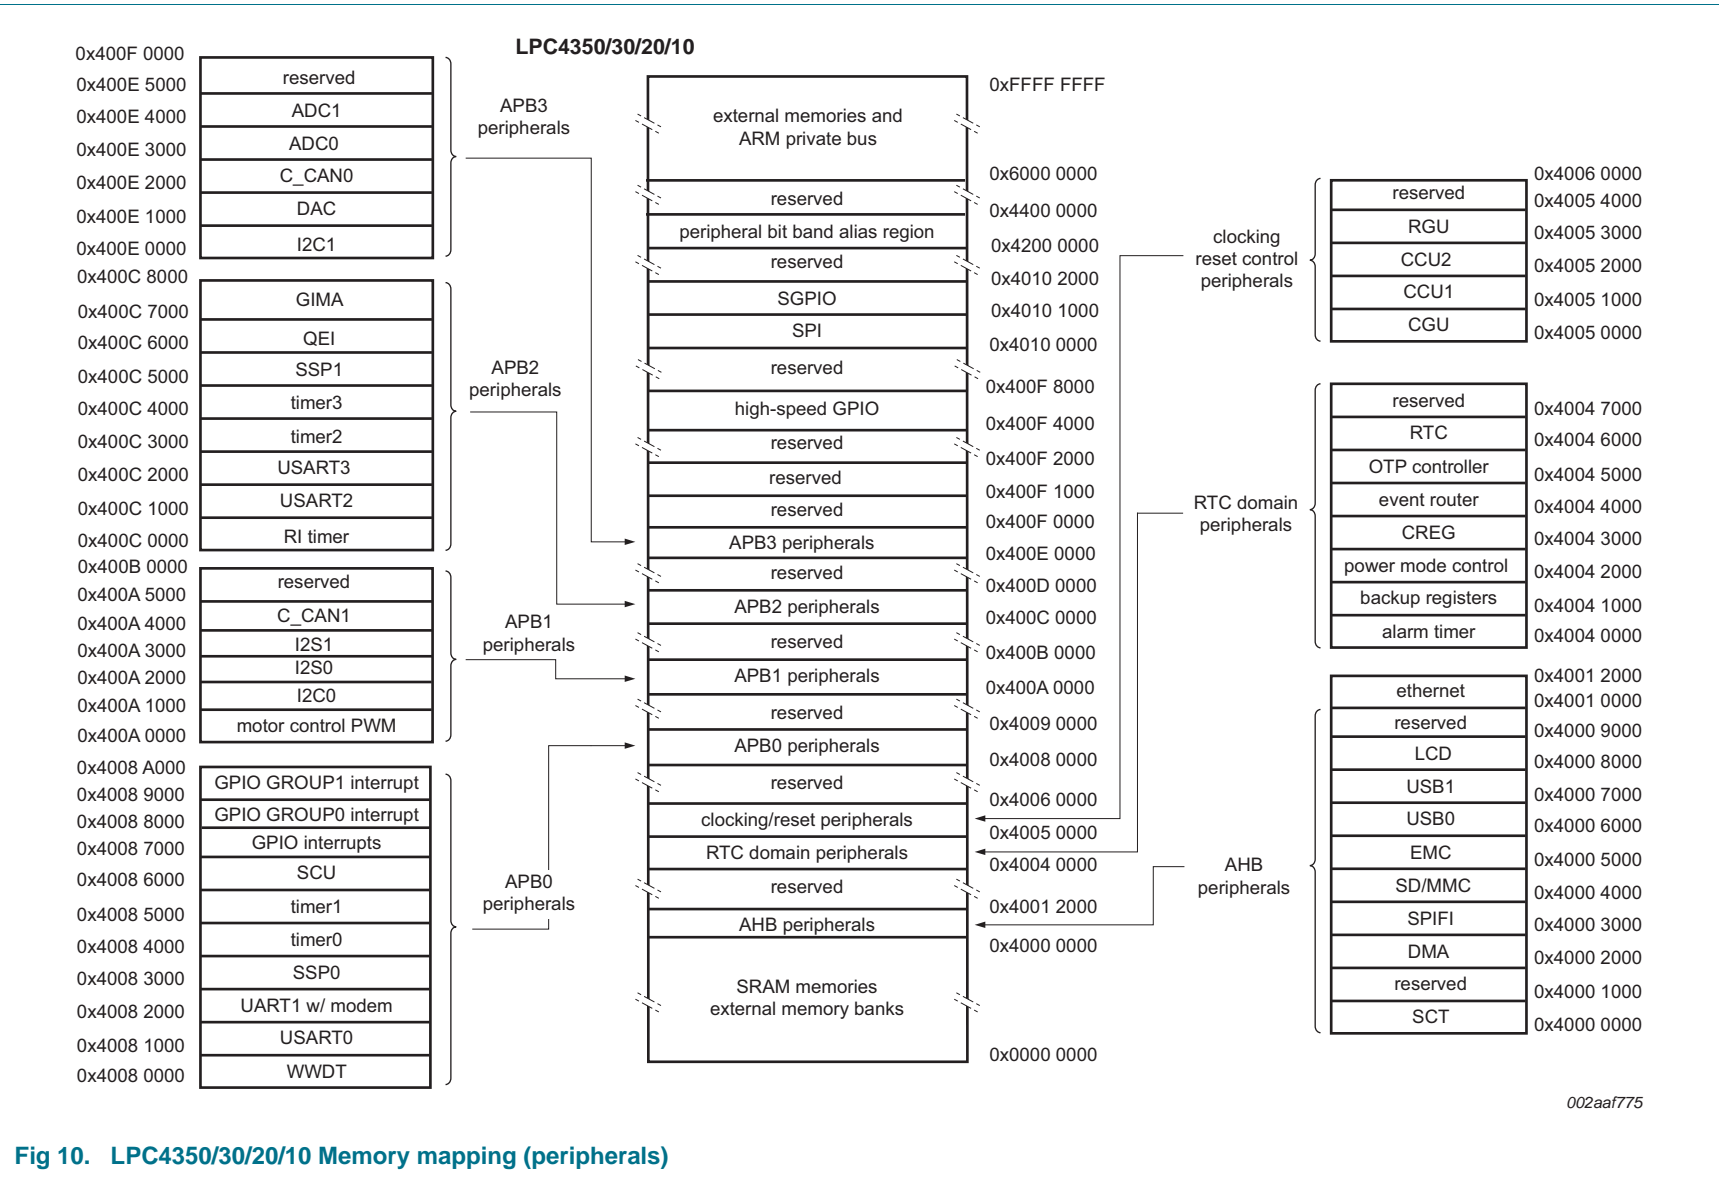 LPC4350/30/20/10
0x400F 0000
reserved
0x400E 5000
ADC1
0x400E 4000
ADC0
0x400E 3000
C_CAN0
0x400E 2000
DAC
0x400E 1000
I2C1
0x400E 0000
APB3
peripherals
0x400C 8000
GIMA
0x400C 7000
QEI
0x400C 6000
SSP1
0x400C 5000
timer3
0x400C 4000
timer2
0x400C 3000
USART3
0x400C 2000
USART2
0x400C 1000
RI timer
0x400C 0000
APB2
peripherals
0x400B 0000
reserved
0x400A 5000
C_CAN1
0x400A 4000
I2S1
0x400A 3000
I2S0
0x400A 2000
I2C0
0x400A 1000
motor control PWM
0x400A 0000
APB1
peripherals
0x4008 A000
GPIO GROUP1 interrupt
0x4008 9000
GPIO GROUP0 interrupt
0x4008 8000
GPIO interrupts
0x4008 7000
SCU
0x4008 6000
timer1
0x4008 5000
timer0
0x4008 4000
SSP0
0x4008 3000
UART1 w/ modem
0x4008 2000
USART0
0x4008 1000
WWDT
0x4008 0000
APB0
peripherals
0xFFFF FFFF
external memories and
ARM private bus
0x6000 0000
reserved
0x4400 0000
peripheral bit band alias region
0x4200 0000
reserved
0x4010 2000
SGPIO
0x4010 1000
SPI
0x4010 0000
reserved
0x400F 8000
high-speed GPIO
0x400F 4000
reserved
0x400F 2000
reserved
0x400F 1000
reserved
0x400F 0000
APB3 peripherals
0x400E 0000
reserved
0x400D 0000
APB2 peripherals
0x400C 0000
reserved
0x400B 0000
APB1 peripherals
0x400A 0000
reserved
0x4009 0000
APB0 peripherals
0x4008 0000
reserved
0x4006 0000
clocking/reset peripherals
0x4005 0000
RTC domain peripherals
0x4004 0000
reserved
0x4001 2000
AHB peripherals
0x4000 0000
SRAM memories
external memory banks
0x0000 0000
clocking
reset control
peripherals
0x4006 0000
reserved
0x4005 4000
RGU
0x4005 3000
CCU2
0x4005 2000
CCU1
0x4005 1000
CGU
0x4005 0000
RTC domain
peripherals
reserved
0x4004 7000
RTC
0x4004 6000
OTP controller
0x4004 5000
event router
0x4004 4000
CREG
0x4004 3000
power mode control
0x4004 2000
backup registers
0x4004 1000
alarm timer
0x4004 0000
AHB
peripherals
0x4001 2000
ethernet
0x4001 0000
reserved
0x4000 9000
LCD
0x4000 8000
USB1
0x4000 7000
USB0
0x4000 6000
EMC
0x4000 5000
SD/MMC
0x4000 4000
SPIFI
0x4000 3000
DMA
0x4000 2000
reserved
0x4000 1000
SCT
0x4000 0000
002aaf775
Fig 10. LPC4350/30/20/10 Memory mapping (peripherals)